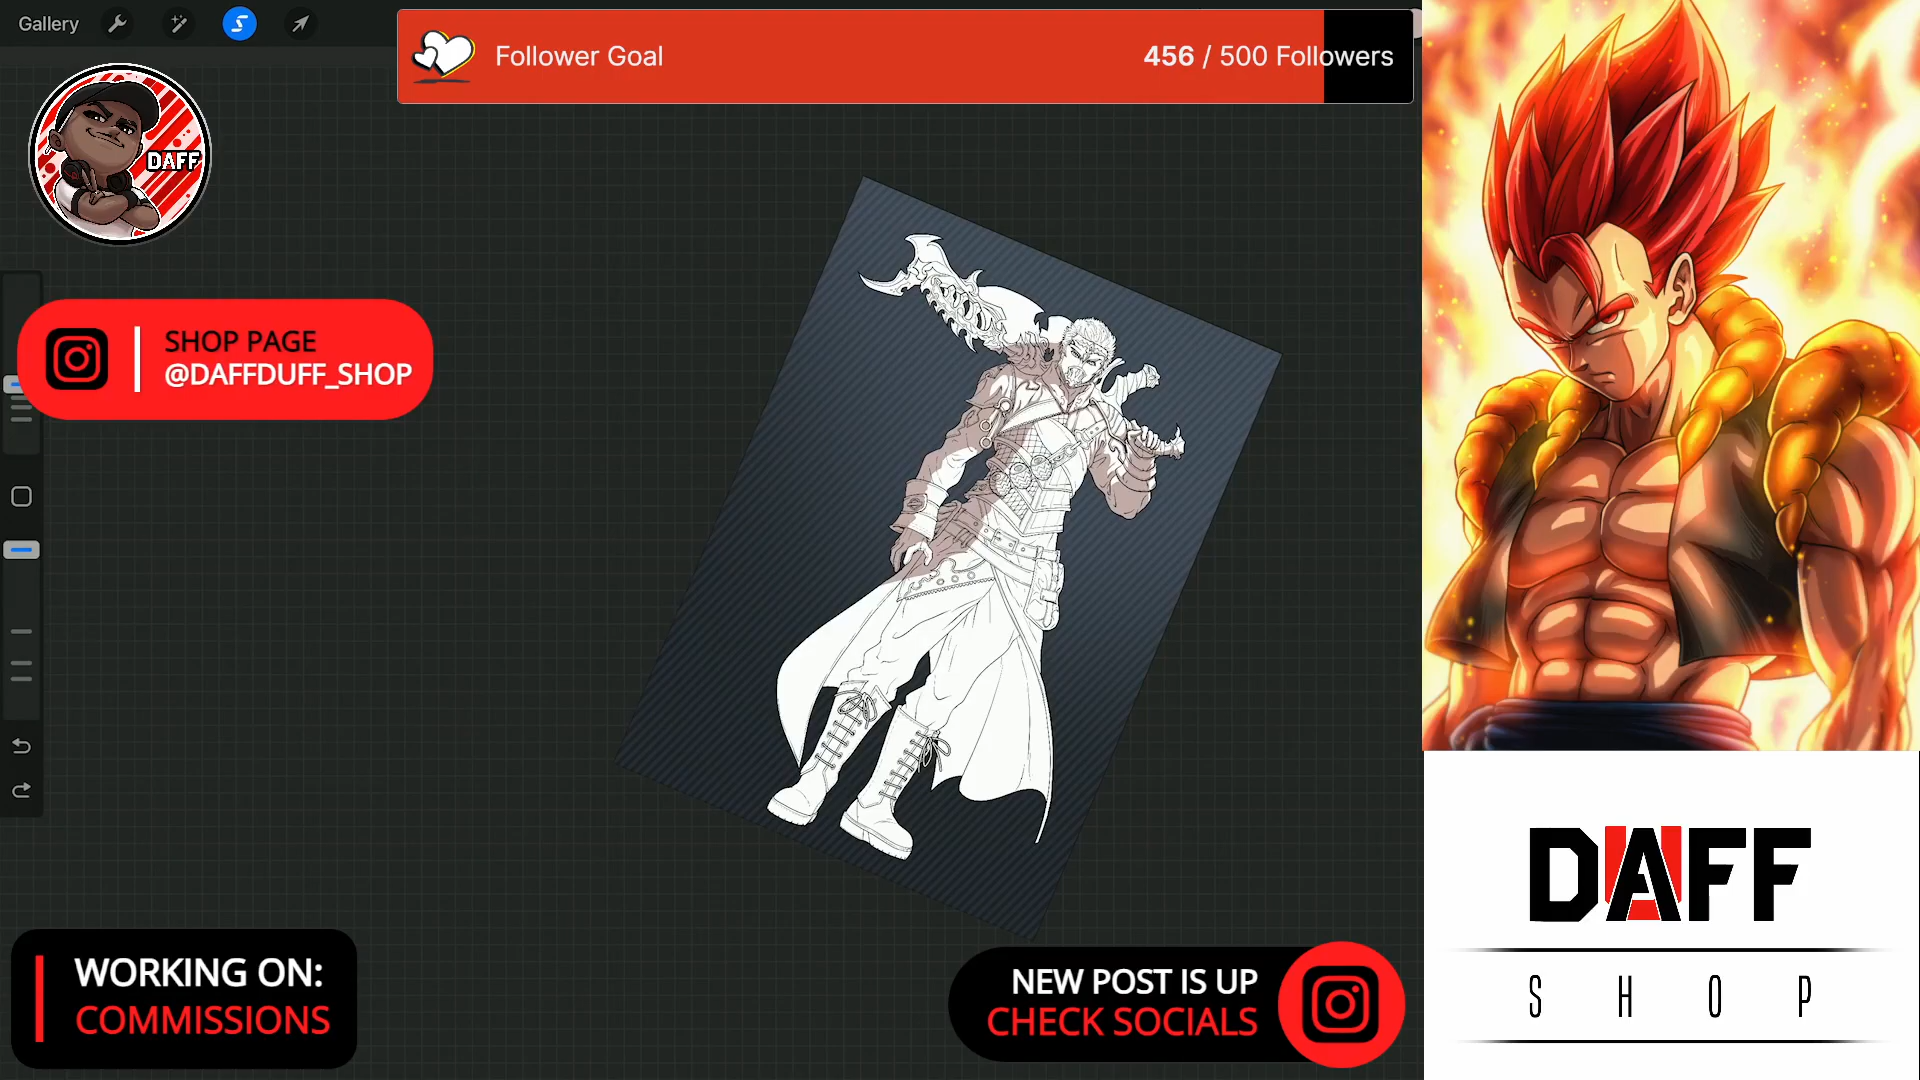 Gallery
Follower Goal
456 / 500 Followers
DAFF
SHOP PAGE
@DAFFDUFF_SHOP
WORKING ON:
COMMISSIONS
NEW POST IS UP
CHECK SOCIALS
DAFF
SHOP